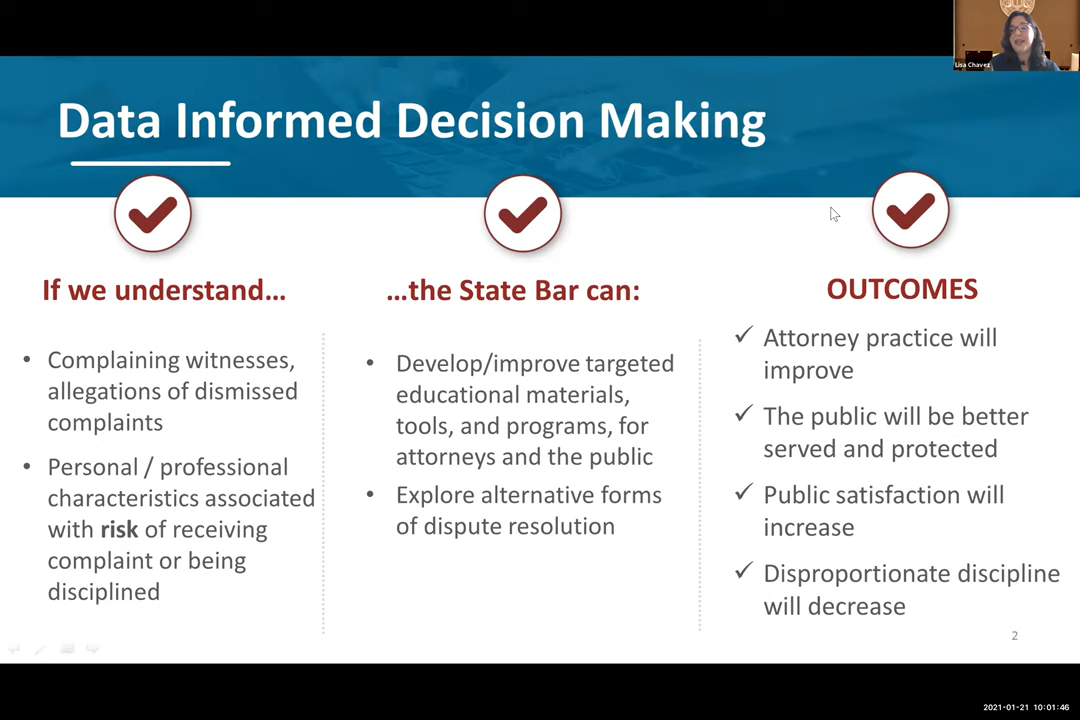 Lisa Chavez
Data Informed Decision Making
If we understand...
• Complaining witnesses,
allegations of dismissed
complaints
• Personal / professional
characteristics associated
with risk of receiving
complaint or being
disciplined
...the State Bar can:
• Develop/improve targeted
educational materials,
tools, and programs, for
attorneys and the public
• Explore alternative forms
of dispute resolution
OUTCOMES
✓ Attorney practice will
improve
✓ The public will be better
served and protected
✓ Public satisfaction will
increase
✓ Disproportionate discipline
will decrease
2
2021-01-21 10:01:46